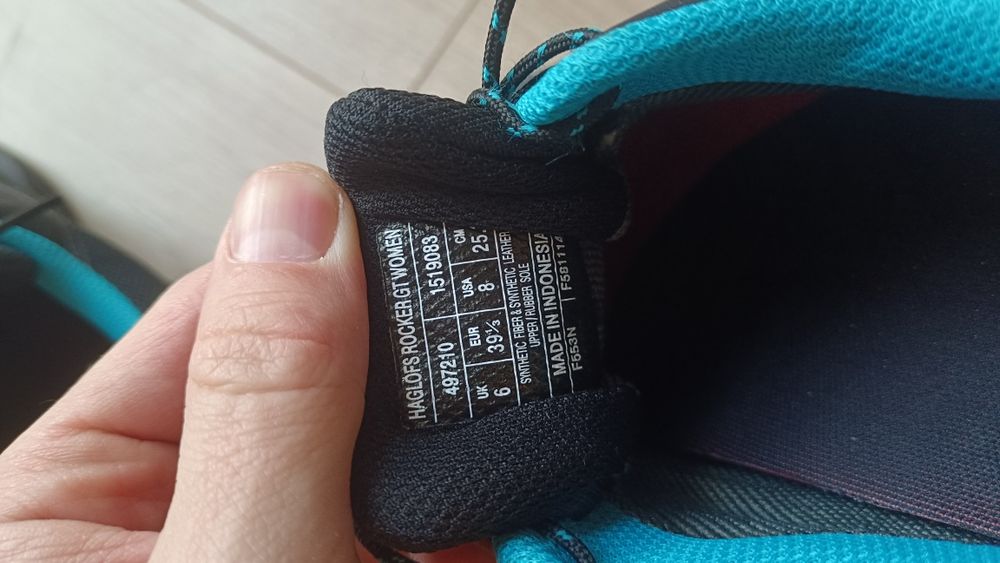 HAGLÖFS ROCKER GT WOMEN
497210 1519083
UK EUR USA CM
6 39⅓ 8 25.
SYNTHETIC FIBER & SYNTHETIC LEATHER
UPPER / RUBBER SOLE
MADE IN INDONESIA
F553N F581114